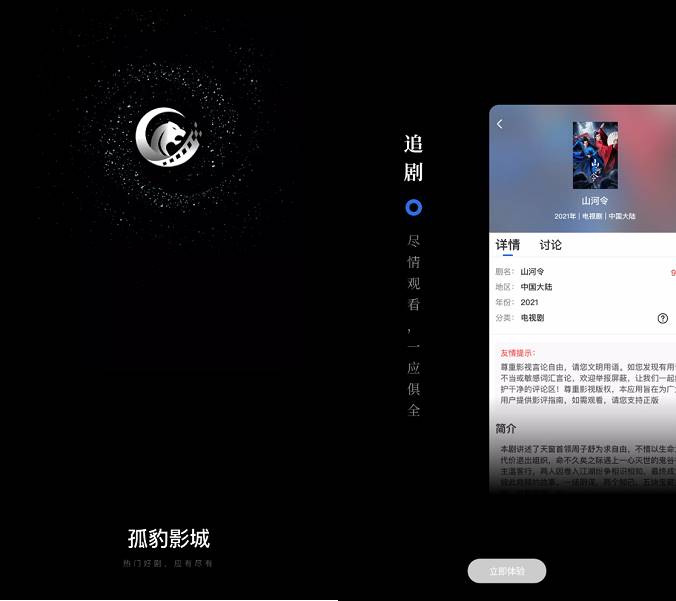 孤豹影城
热门好剧，应有尽有
追剧
尽情观看，一应俱全
山河令
山河令
2021年 | 电视剧 | 中国大陆
详情 讨论
剧名： 山河令
9
地区： 中国大陆
年份： 2021
分类： 电视剧
?
友情提示：
尊重影视言论自由，请您文明用语。如您发现有用
不当或敏感词汇言论，欢迎举报屏蔽，让我们一起
护干净的评论区！尊重影视版权，本应用旨在为广
用户提供影评指南，如需观看，请您支持正版
简介
本剧讲述了天窗首领周子舒为求自由，不惜以生命
代价退出组织，命不久矣之际遇上一心灭世的鬼谷
主温客行，两人因卷入江湖纷争相识相知，最终成
立即体验